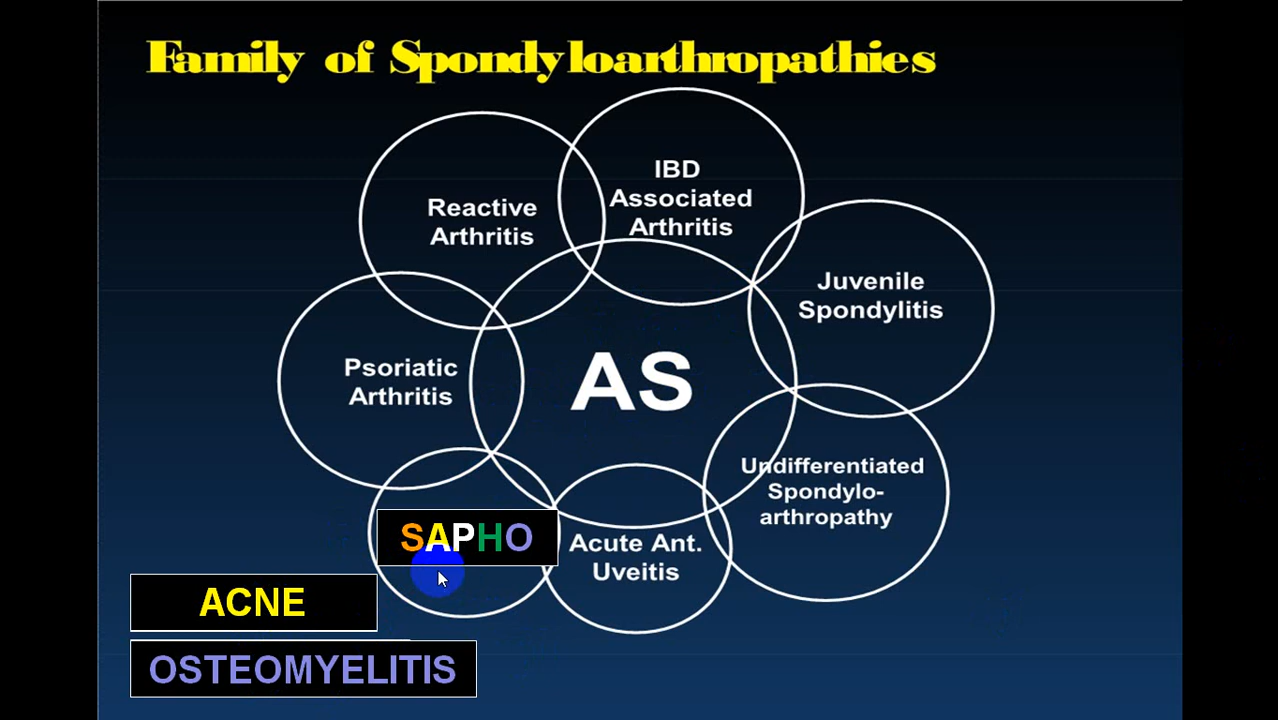 Family of Spondyloarthropathies
IBD
Associated
Arthritis
Reactive
Arthritis
Juvenile
Spondylitis
Psoriatic
Arthritis
AS
Undifferentiated
Spondylo-
arthropathy
SAPHO
Acute Ant.
Uveitis
ACNE
OSTEOMYELITIS